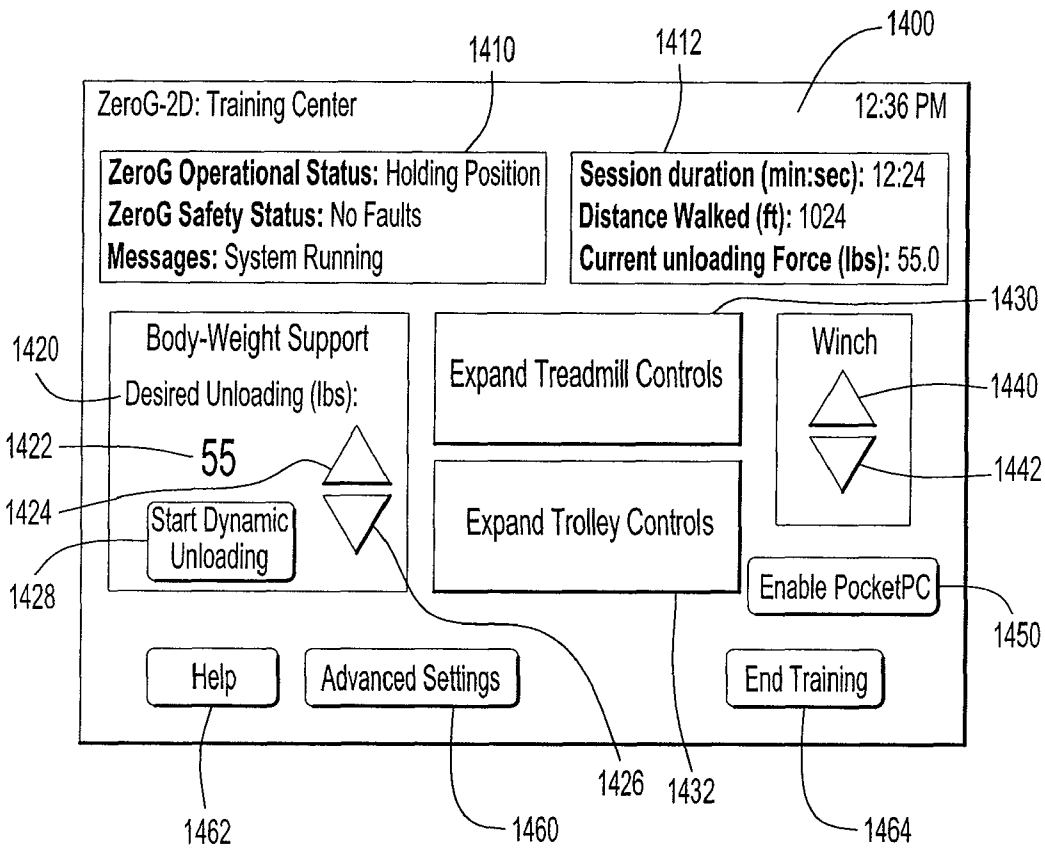 1410
1412
1400
ZeroG-2D: Training Center
12:36 PM
ZeroG Operational Status: Holding Position
ZeroG Safety Status: No Faults
Messages: System Running
Session duration (min:sec): 12:24
Distance Walked (ft): 1024
Current unloading Force (lbs): 55.0
1430
1420
Body-Weight Support
Desired Unloading (lbs):
1422
55
1424
Start Dynamic
Unloading
1428
Expand Treadmill Controls
Expand Trolley Controls
Winch
1440
1442
Enable PocketPC
1450
Help
Advanced Settings
End Training
1426
1432
1462
1460
1464